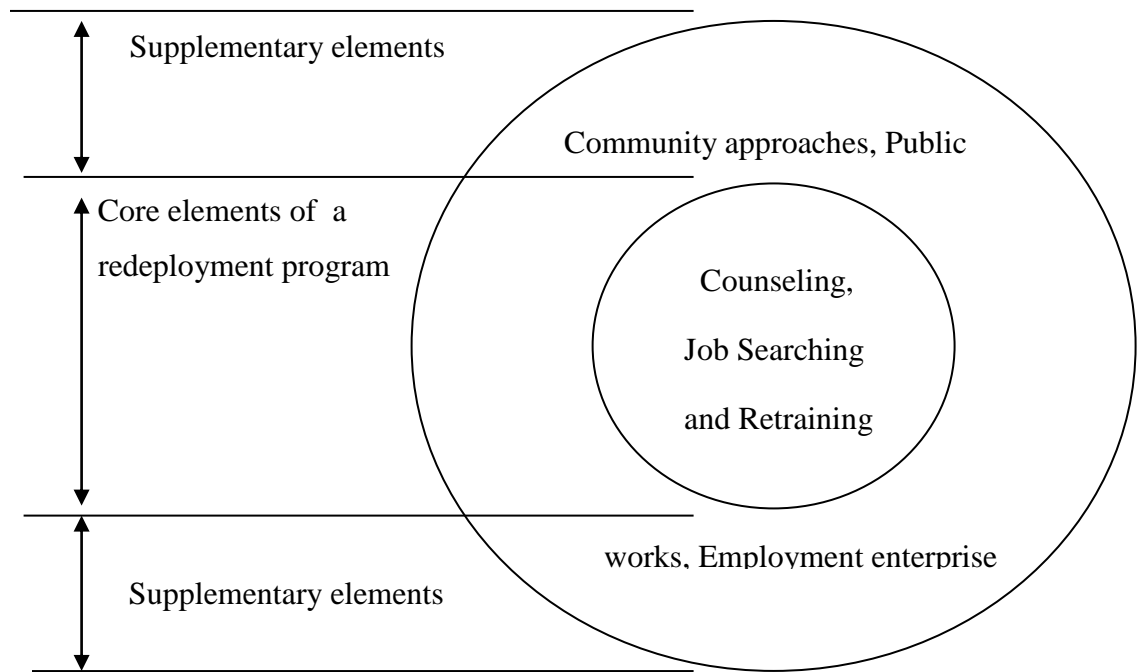 Supplementary elements
Community approaches, Public
Core elements of a
redeployment program
Counseling,
Job Searching
and Retraining
works, Employment enterprise
Supplementary elements